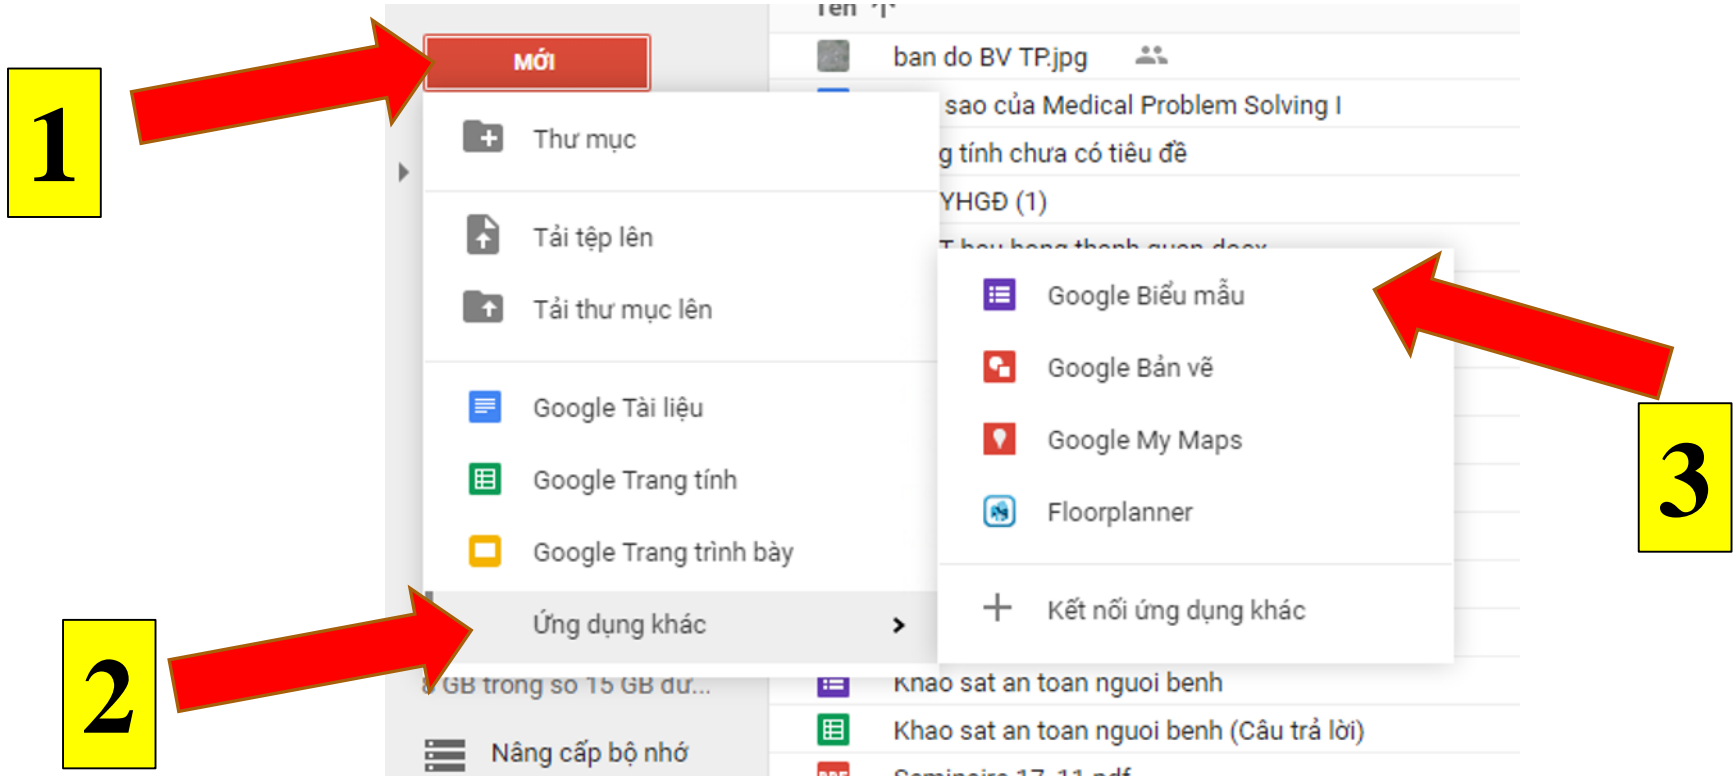 Tên
MỚI
ban do BV TP.jpg
1
sao của Medical Problem Solving I
Thư mục
g tính chưa có tiêu đề
YHGĐ (1)
Tải tệp lên
Google Biểu mẫu
Tải thư mục lên
Google Bản vẽ
Google Tài liệu
Google My Maps
3
Google Trang tính
Floorplanner
Google Trang trình bày
Kết nối ứng dụng khác
Ứng dụng khác
2
GB trong số 15 GB đư...
Khao sat an toan nguoi benh
Khao sat an toan nguoi benh (Câu trả lời)
Nâng cấp bộ nhớ